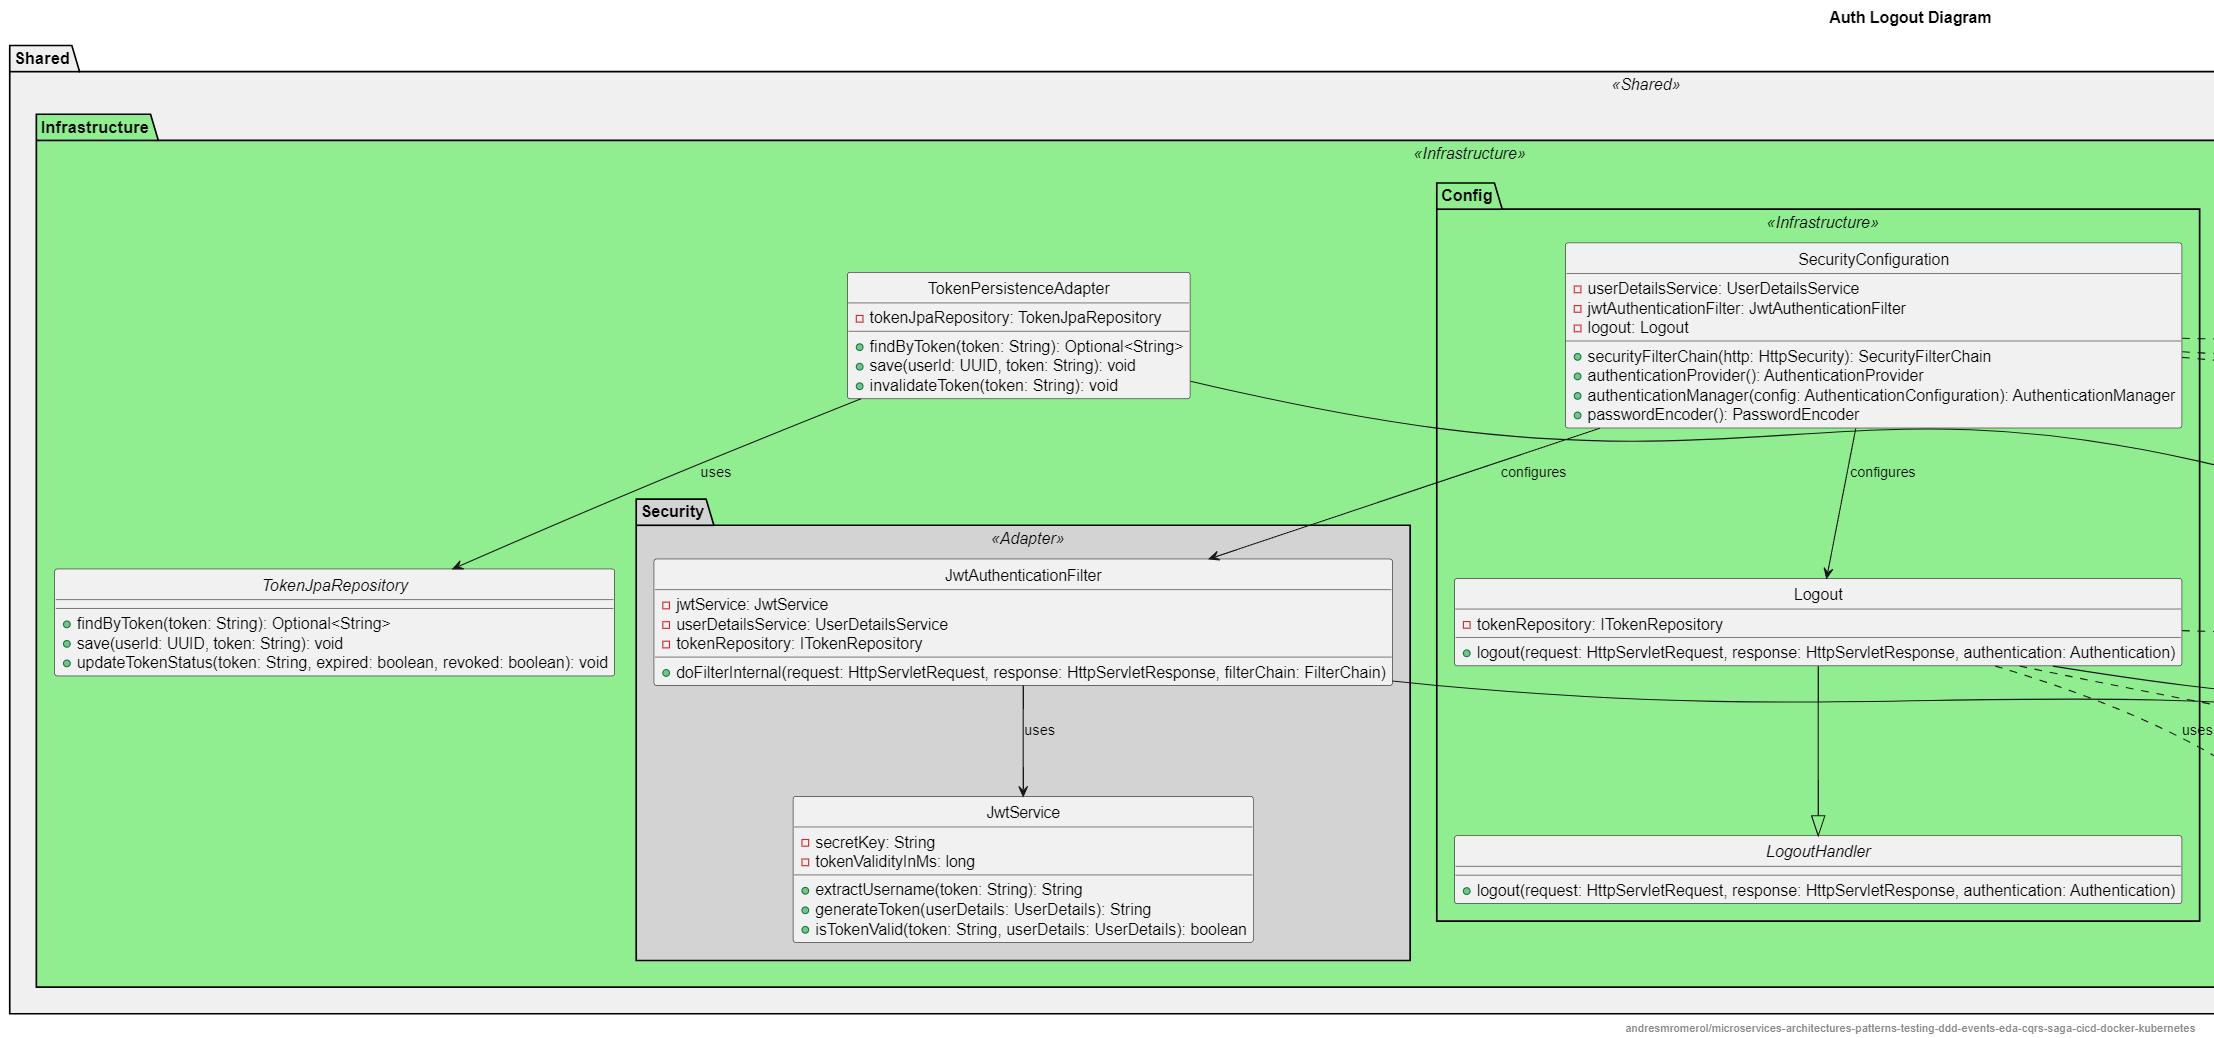 Auth Logout Diagram
Shared
«Shared»
Infrastructure
«Infrastructure»
Config
«Infrastructure»
SecurityConfiguration
userDetailsService: UserDetailsService
jwtAuthenticationFilter: JwtAuthenticationFilter
logout: Logout
securityFilterChain(http: HttpSecurity): SecurityFilterChain
authenticationProvider(): AuthenticationProvider
authenticationManager(config: AuthenticationConfiguration): AuthenticationManager
passwordEncoder(): PasswordEncoder
TokenPersistenceAdapter
tokenJpaRepository: TokenJpaRepository
findByToken(token: String): Optional<String>
save(userId: UUID, token: String): void
invalidateToken(token: String): void
uses
configures
configures
Security
«Adapter»
TokenJpaRepository
findByToken(token: String): Optional<String>
save(userId: UUID, token: String): void
updateTokenStatus(token: String, expired: boolean, revoked: boolean): void
JwtAuthenticationFilter
jwtService: JwtService
userDetailsService: UserDetailsService
tokenRepository: ITokenRepository
doFilterInternal(request: HttpServletRequest, response: HttpServletResponse, filterChain: FilterChain)
Logout
tokenRepository: ITokenRepository
logout(request: HttpServletRequest, response: HttpServletResponse, authentication: Authentication)
uses
uses
JwtService
secretKey: String
tokenValidityInMs: long
extractUsername(token: String): String
generateToken(userDetails: UserDetails): String
isTokenValid(token: String, userDetails: UserDetails): boolean
LogoutHandler
logout(request: HttpServletRequest, response: HttpServletResponse, authentication: Authentication)
andresmromerol/microservices-architectures-patterns-testing-ddd-events-eda-cqrs-saga-cicd-docker-kubernetes